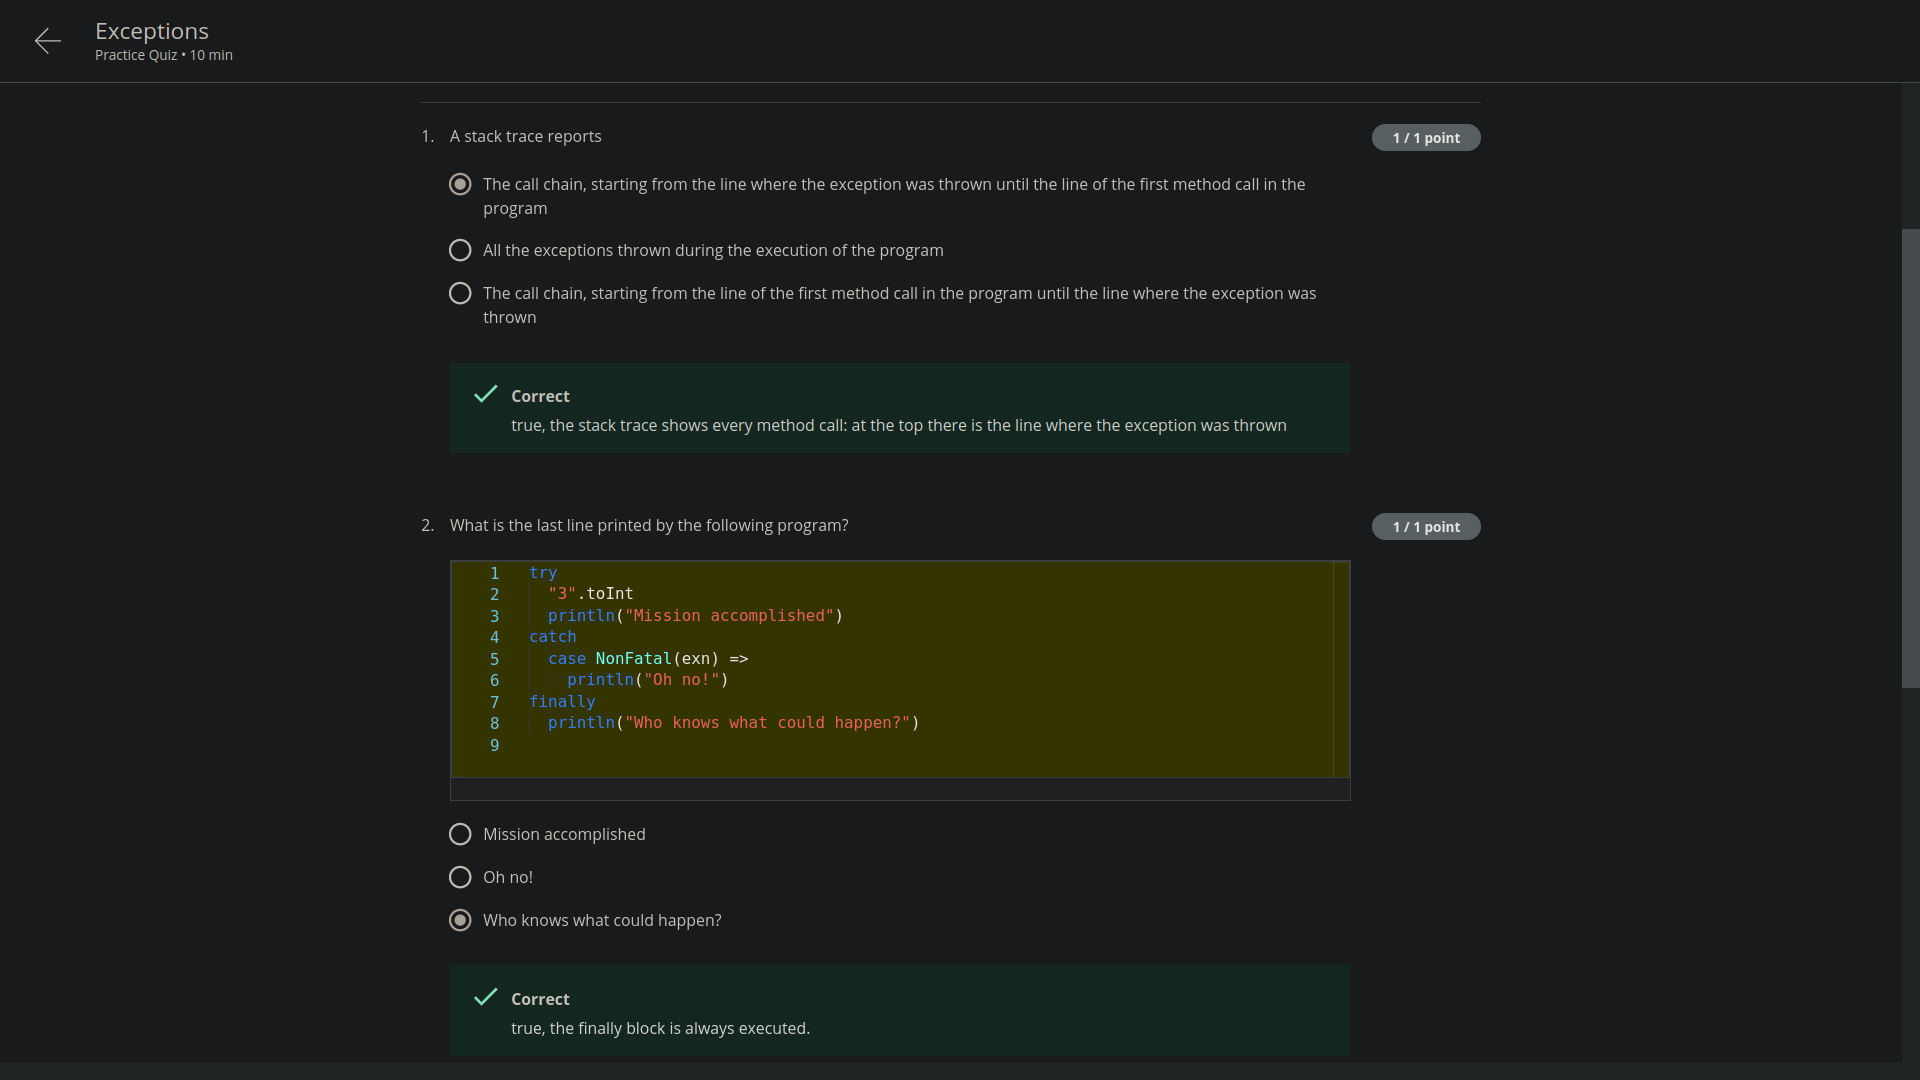 Exceptions
Practice Quiz • 10 min
1. A stack trace reports
1 / 1 point
The call chain, starting from the line where the exception was thrown until the line of the first method call in the
program
All the exceptions thrown during the execution of the program
The call chain, starting from the line of the first method call in the program until the line where the exception was
thrown
Correct
true, the stack trace shows every method call: at the top there is the line where the exception was thrown
2. What is the last line printed by the following program?
1 / 1 point
1 try
2   "3".toInt
3   println("Mission accomplished")
4 catch
5   case NonFatal(exn) =>
6     println("Oh no!")
7 finally
8   println("Who knows what could happen?")
9
Mission accomplished
Oh no!
Who knows what could happen?
Correct
true, the finally block is always executed.